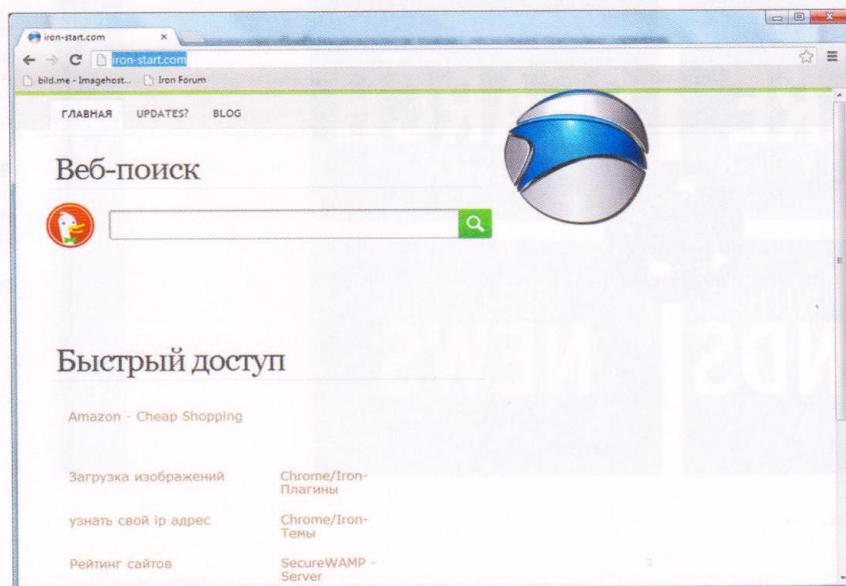 iron-start.com
iron-start.com
bild.me - Imagehost... Iron Forum
ГЛАВНАЯ UPDATES? BLOG
Веб-поиск
Быстрый доступ
Amazon - Cheap Shopping
Загрузка изображений
Chrome/Iron-
Плагины
узнать свой ip адрес
Chrome/Iron-
Темы
Рейтинг сайтов
SecureWAMP -
Server